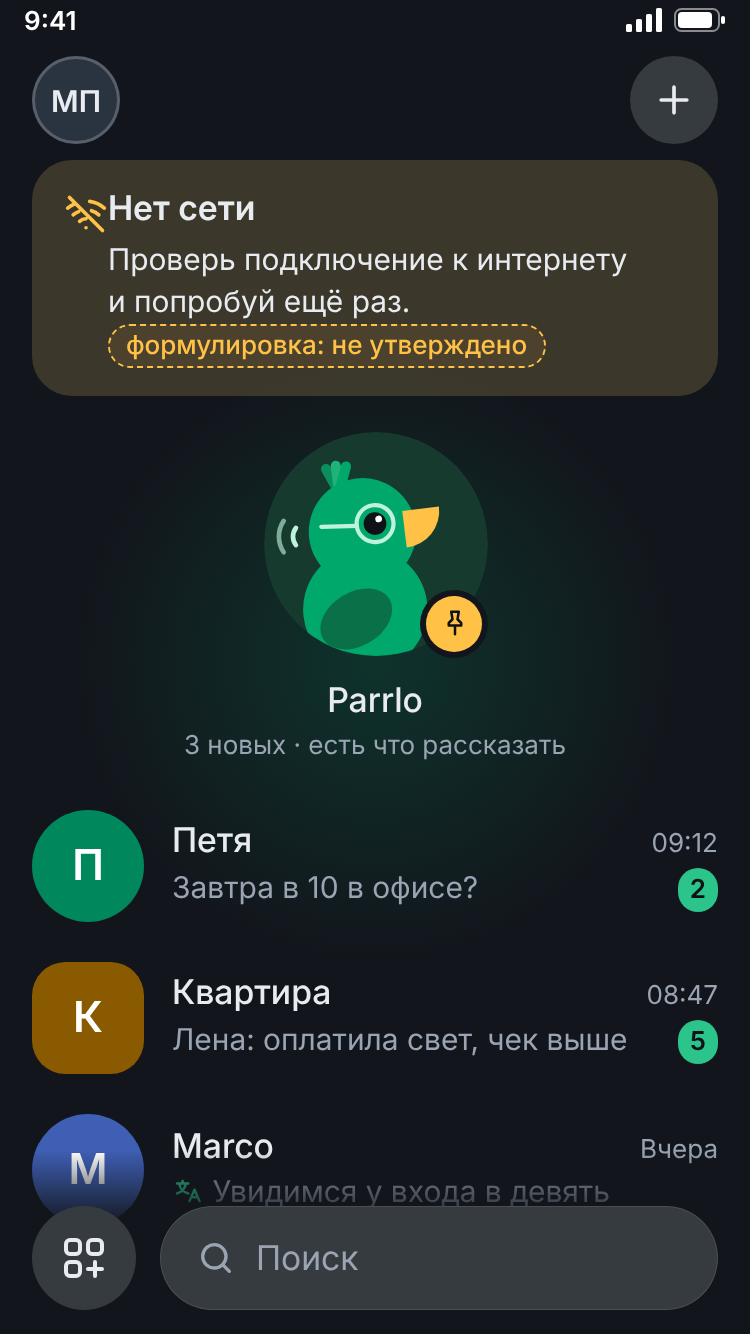 9:41
МП
Нет сети
Проверь подключение к интернету
и попробуй ещё раз.
формулировка: не утверждено
Parrlo
3 новых · есть что рассказать
П
Петя
09:12
Завтра в 10 в офисе?
2
К
Квартира
08:47
Лена: оплатила свет, чек выше
5
M
Marco
Вчера
Увидимся у входа в девять
Поиск